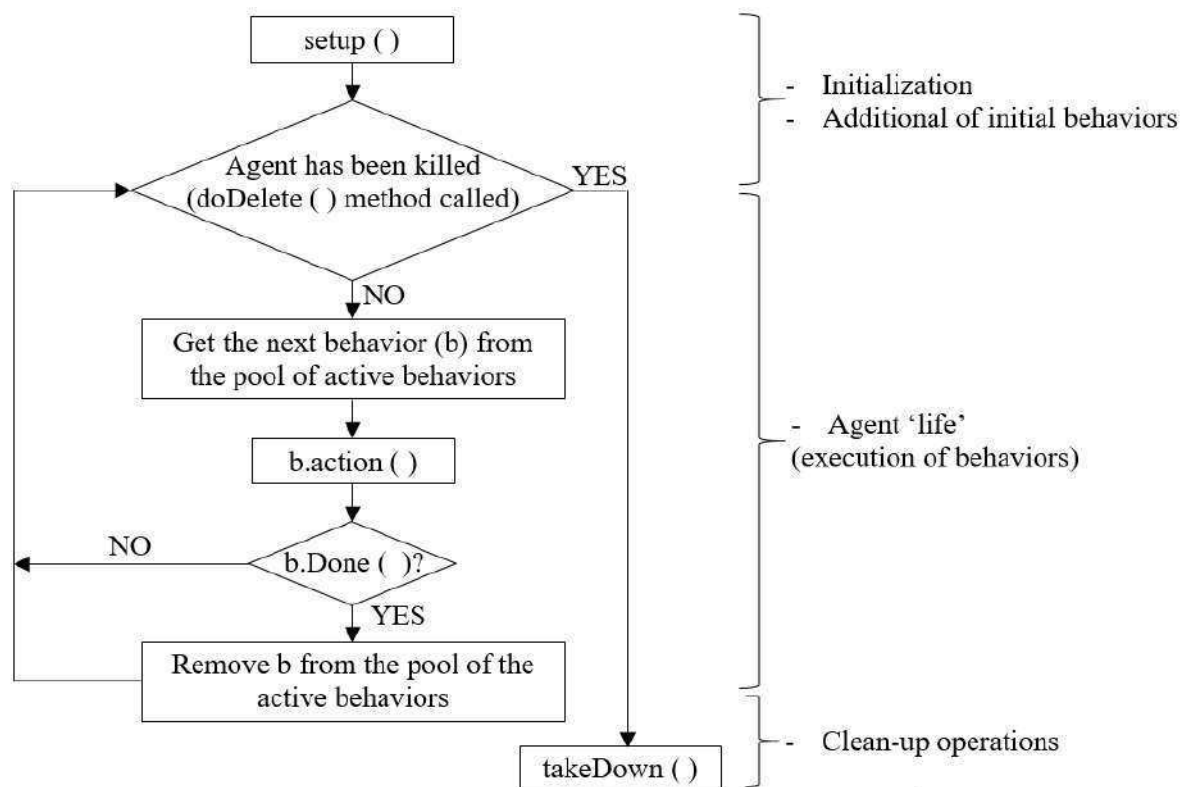 setup ( )
- Initialization
- Additional of initial behaviors
Agent has been killed
(doDelete ( ) method called)
YES
NO
Get the next behavior (b) from
the pool of active behaviors
b.action ( )
- Agent ‘life’
(execution of behaviors)
NO
b.Done ( )?
YES
Remove b from the pool of the
active behaviors
- Clean-up operations
takeDown ( )